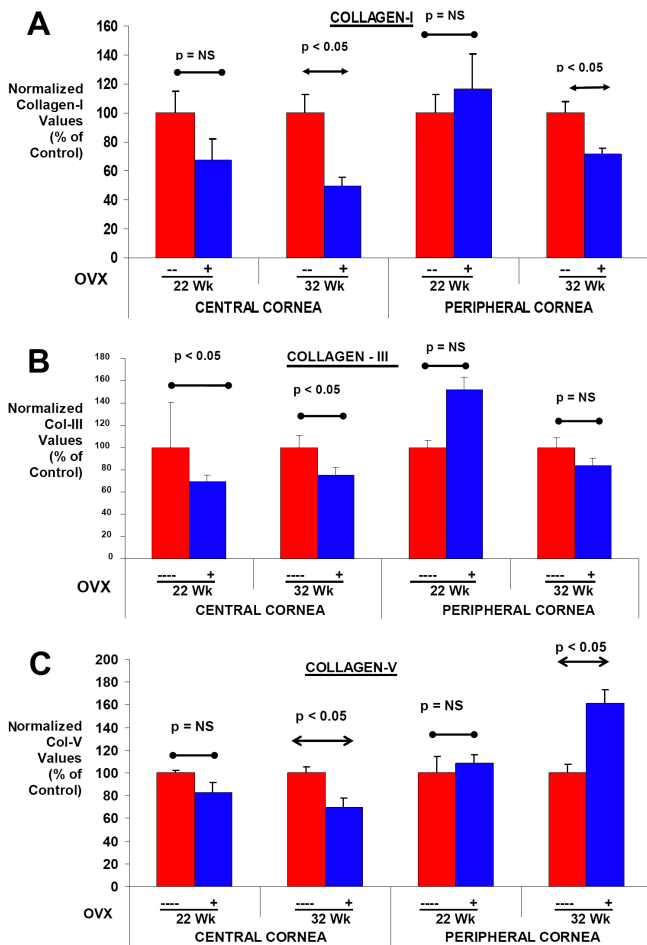 A
COLLAGEN-I
Normalized
Collagen-I
Values
(% of
Control)
160
140
120
100
80
60
40
20
0
p = NS
p < 0.05
p = NS
p < 0.05
OVX
-- + -- + -- + -- +
22 Wk 32 Wk 22 Wk 32 Wk
CENTRAL CORNEA PERIPHERAL CORNEA
B
COLLAGEN - III
Normalized
Col-III
Values
(% of
Control)
180
160
140
120
100
80
60
40
20
0
p < 0.05
p < 0.05
p = NS
p = NS
OVX
---- + ---- + ---- + ---- +
22 Wk 32 Wk 22 Wk 32 Wk
CENTRAL CORNEA PERIPHERAL CORNEA
C
COLLAGEN-V
Normalized
Col-V
Values
(% of
Control)
200
180
160
140
120
100
80
60
40
20
0
p = NS
p < 0.05
p = NS
p < 0.05
OVX
---- + ---- + ---- + ---- +
22 Wk 32 Wk 22 Wk 32 Wk
CENTRAL CORNEA PERIPHERAL CORNEA